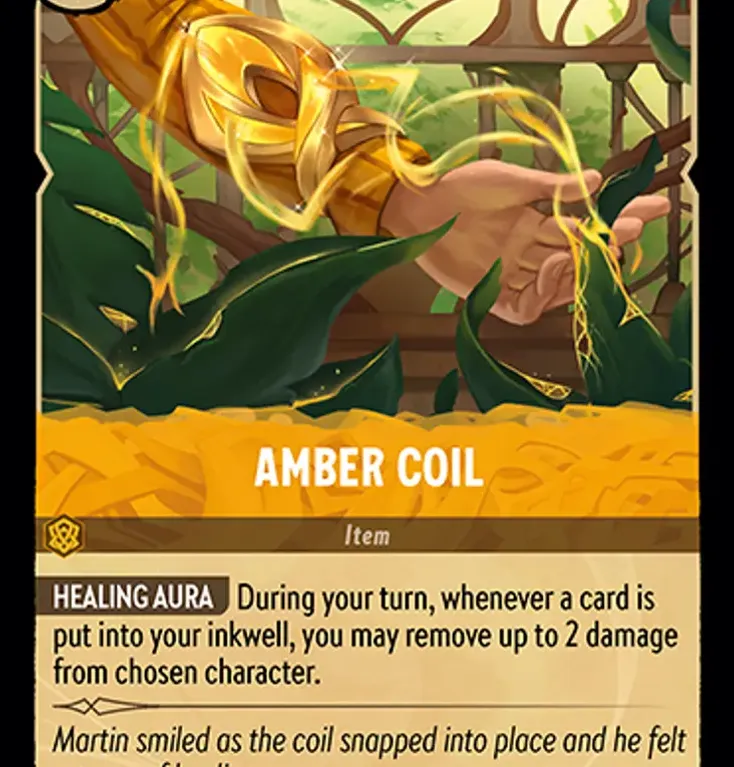 AMBER COIL
Item
HEALING AURA During your turn, whenever a card is
put into your inkwell, you may remove up to 2 damage
from chosen character.
Martin smiled as the coil snapped into place and he felt